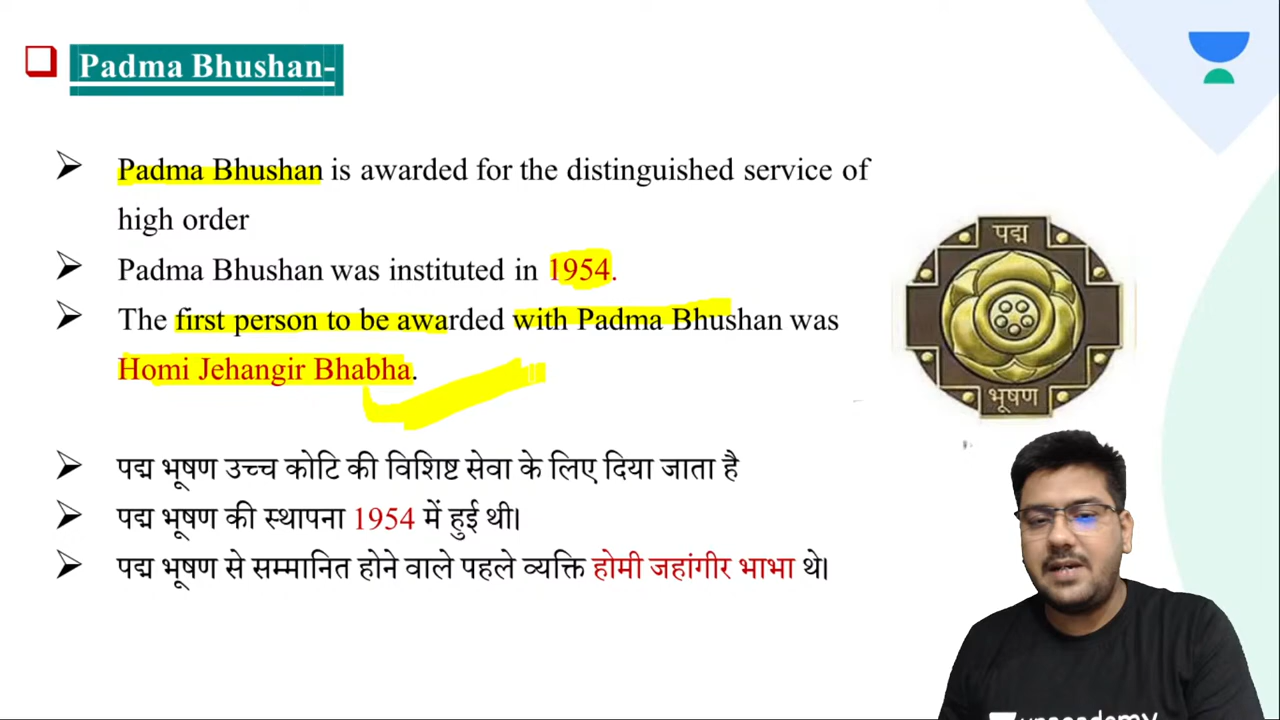 Padma Bhushan-
Padma Bhushan is awarded for the distinguished service of
high order
Padma Bhushan was instituted in 1954.
The first person to be awarded with Padma Bhushan was
Homi Jehangir Bhabha.
पद्म
भूषण
पद्म भूषण उच्च कोटि की विशिष्ट सेवा के लिए दिया जाता है
पद्म भूषण की स्थापना 1954 में हुई थी।
पद्म भूषण से सम्मानित होने वाले पहले व्यक्ति होमी जहांगीर भाभा थे।